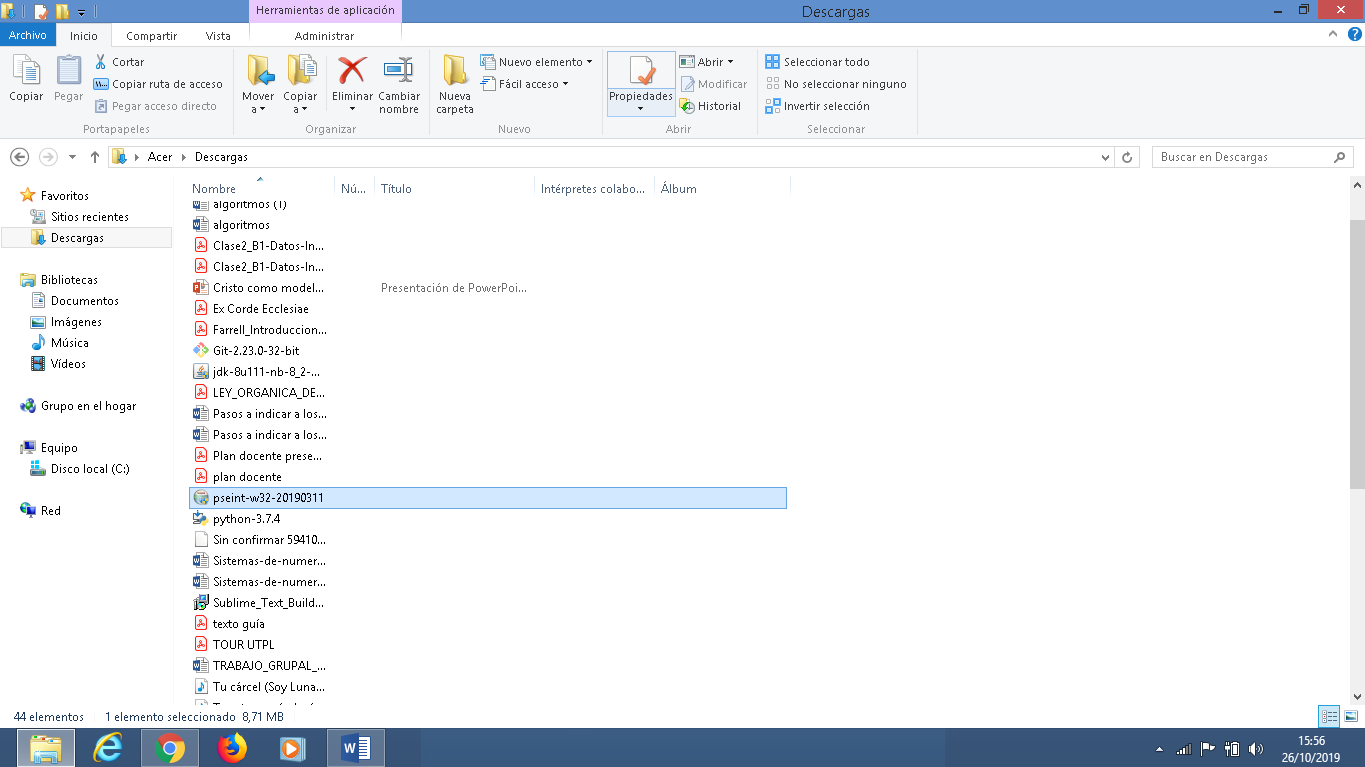 Herramientas de aplicación
Descargas
Archivo Inicio Compartir Vista Administrar
Copiar
Pegar
Cortar
Copiar ruta de acceso
Pegar acceso directo
Portapapeles
Mover a
Copiar a
Eliminar
Cambiar nombre
Organizar
Nueva carpeta
Nuevo elemento
Fácil acceso
Nuevo
Propiedades
Abrir
Modificar
Historial
Abrir
Seleccionar todo
No seleccionar ninguno
Invertir selección
Seleccionar
Acer Descargas
Buscar en Descargas
Favoritos
Sitios recientes
Descargas
Bibliotecas
Documentos
Imágenes
Música
Vídeos
Grupo en el hogar
Equipo
Disco local (C:)
Red
Nombre Nú... Título Intérpretes colabo... Álbum
algoritmos (1)
algoritmos
Clase2_B1-Datos-In...
Clase2_B1-Datos-In...
Cristo como model... Presentación de PowerPoi...
Ex Corde Ecclesiae
Farrell_Introduccion...
Git-2.23.0-32-bit
jdk-8u111-nb-8_2-...
LEY_ORGANICA_DE...
Pasos a indicar a los...
Pasos a indicar a los...
Plan docente prese...
plan docente
pseint-w32-20190311
python-3.7.4
Sin confirmar 59410...
Sistemas-de-numer...
Sistemas-de-numer...
Sublime_Text_Build...
texto guía
TOUR UTPL
TRABAJO_GRUPAL_...
Tu cárcel (Soy Luna...
44 elementos 1 elemento seleccionado 8,71 MB
15:56
26/10/2019